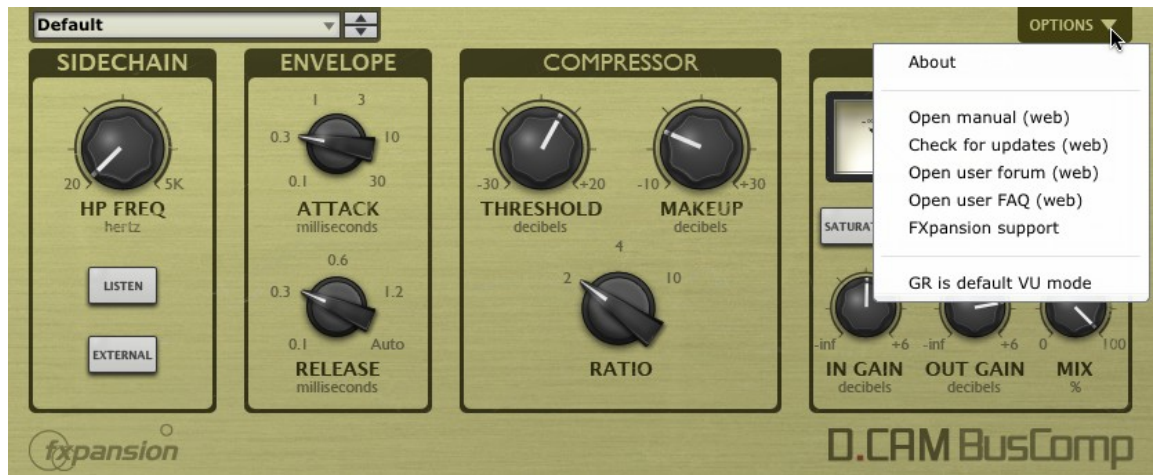 Default
OPTIONS
SIDECHAIN
ENVELOPE
COMPRESSOR
About
Open manual (web)
Check for updates (web)
Open user forum (web)
Open user FAQ (web)
FXpansion support
GR is default VU mode
20 5K
HP FREQ
hertz
LISTEN
EXTERNAL
1 3
0.3 10
0.1 30
ATTACK
milliseconds
0.6
0.3 1.2
0.1 Auto
RELEASE
milliseconds
-30 +20
THRESHOLD
decibels
-10 +30
MAKEUP
decibels
4
2 10
RATIO
-inf +6
IN GAIN
decibels
-inf +6
OUT GAIN
decibels
0 100
MIX
%
fxpansion
D.CAM BusComp